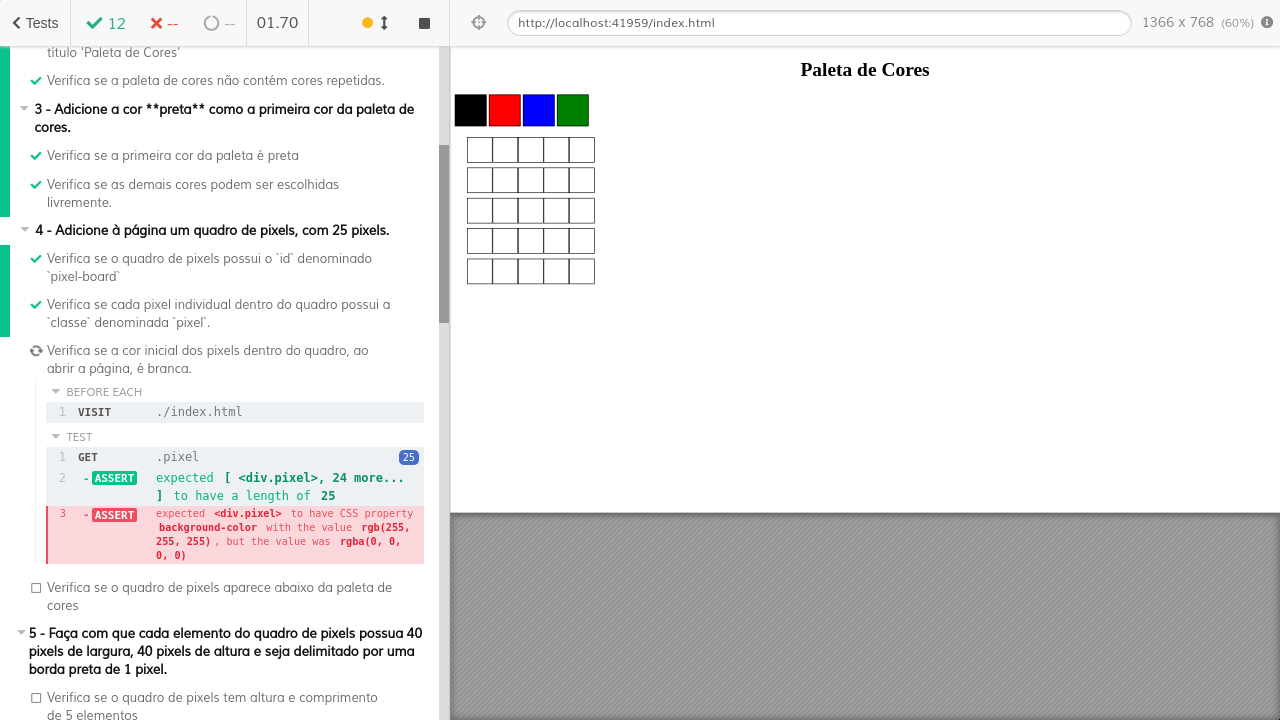 Tests 12 -- -- 01.70 http://localhost:41959/index.html 1366 x 768 (60%)
título 'Paleta de Cores'
Verifica se a paleta de cores não contém cores repetidas.
3 - Adicione a cor **preta** como a primeira cor da paleta de
cores.
Verifica se a primeira cor da paleta é preta
Verifica se as demais cores podem ser escolhidas
livremente.
4 - Adicione à página um quadro de pixels, com 25 pixels.
Verifica se o quadro de pixels possui o `id` denominado
`pixel-board`
Verifica se cada pixel individual dentro do quadro possui a
`classe` denominada `pixel`.
Verifica se a cor inicial dos pixels dentro do quadro, ao
abrir a página, é branca.
BEFORE EACH
1 VISIT ./index.html
TEST
1 GET .pixel 25
2 -ASSERT expected [ <div.pixel>, 24 more...
] to have a length of 25
3 -ASSERT expected <div.pixel> to have CSS property
background-color with the value rgb(255,
255, 255), but the value was rgba(0, 0,
0, 0)
Verifica se o quadro de pixels aparece abaixo da paleta de
cores
5 - Faça com que cada elemento do quadro de pixels possua 40
pixels de largura, 40 pixels de altura e seja delimitado por uma
borda preta de 1 pixel.
Verifica se o quadro de pixels tem altura e comprimento
de 5 elementos
Paleta de Cores